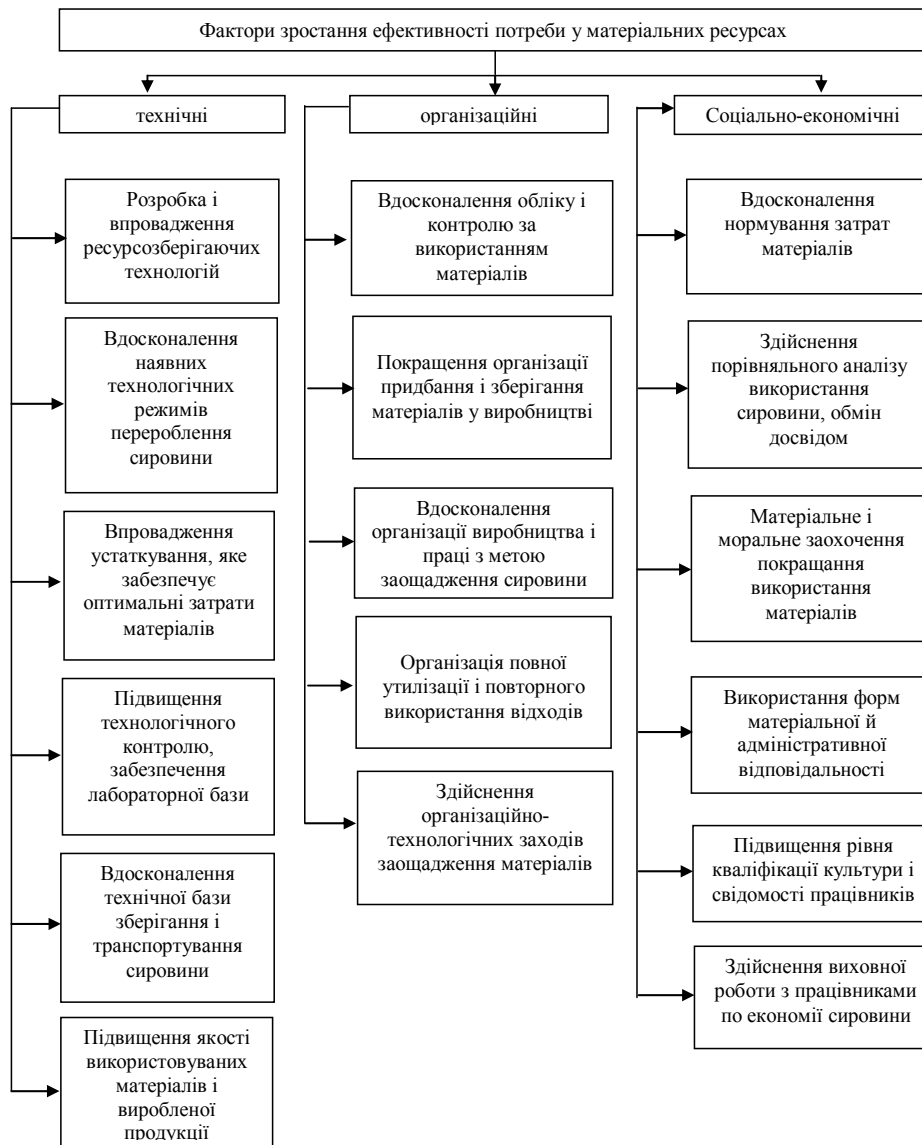 Фактори зростання ефективності потреби у матеріальних ресурсах
технічні
організаційні
Соціально-економічні
Розробка і
впровадження
ресурсозберігаючих
технологій
Вдосконалення
наявних
технологічних
режимів
перероблення
сировини
Впровадження
устаткування, яке
забезпечує
оптимальні затрати
матеріалів
Підвищення
технологічного
контролю,
забезпечення
лабораторної бази
Вдосконалення
технічної бази
зберігання і
транспортування
сировини
Підвищення якості
використовуваних
матеріалів і
виробленої
продукції
Вдосконалення обліку і
контролю за
використанням
матеріалів
Покращення організації
придбання і зберігання
матеріалів у виробництві
Вдосконалення
організації виробництва і
праці з метою
заощадження сировини
Організація повної
утилізації і повторного
використання відходів
Здійснення
організаційно-
технологічних заходів
заощадження матеріалів
Вдосконалення
нормування затрат
матеріалів
Здійснення
порівняльного аналізу
використання
сировини, обмін
досвідом
Матеріальне і
моральне заохочення
покращання
використання
матеріалів
Використання форм
матеріальної й
адміністративної
відповідальності
Підвищення рівня
кваліфікації культури і
свідомості працівників
Здійснення виховної
роботи з працівниками
по економії сировини